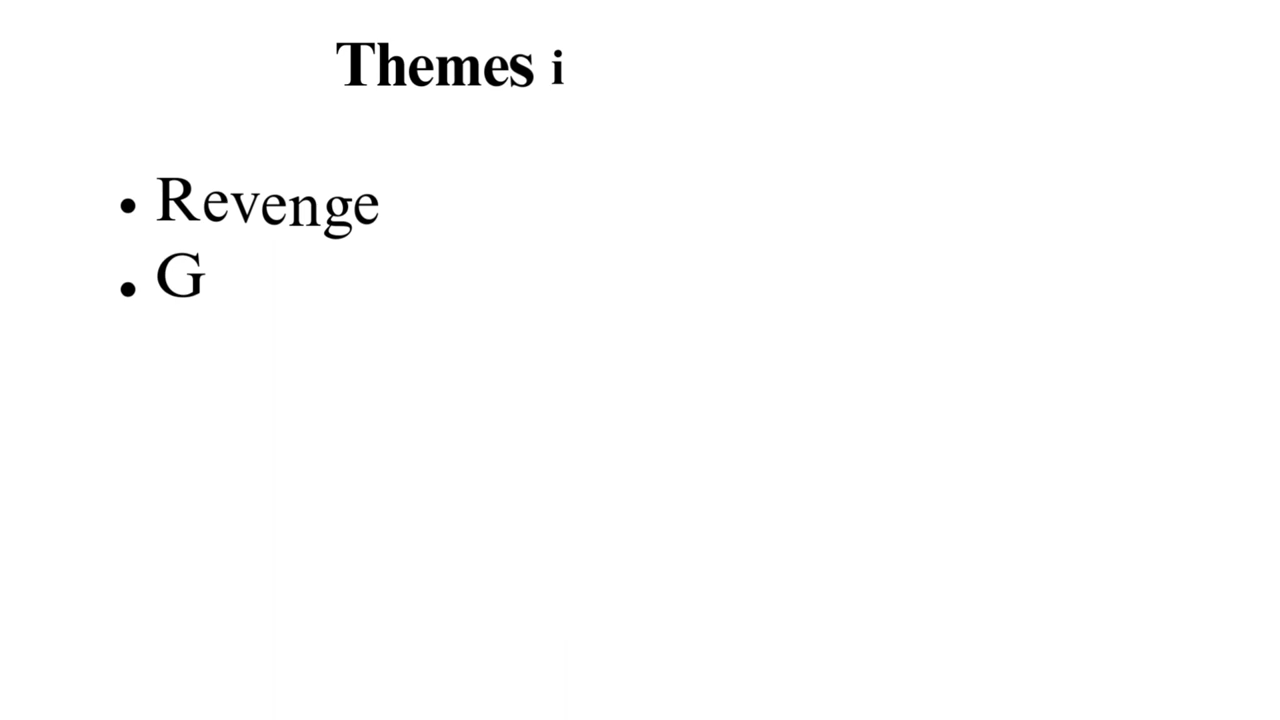 Themes i
• Revenge
• G